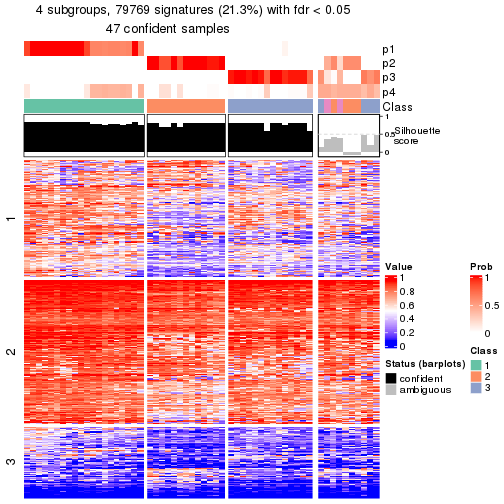 4 subgroups, 79769 signatures (21.3%) with fdr < 0.05
47 confident samples
p1
p2
p3
p4
Class
1
0.5
0
Silhouette
score
1
2
3
Value
1
0.8
0.6
0.4
0.2
0
Status (barplots)
confident
ambiguous
Prob
1
0.5
0
Class
1
2
3